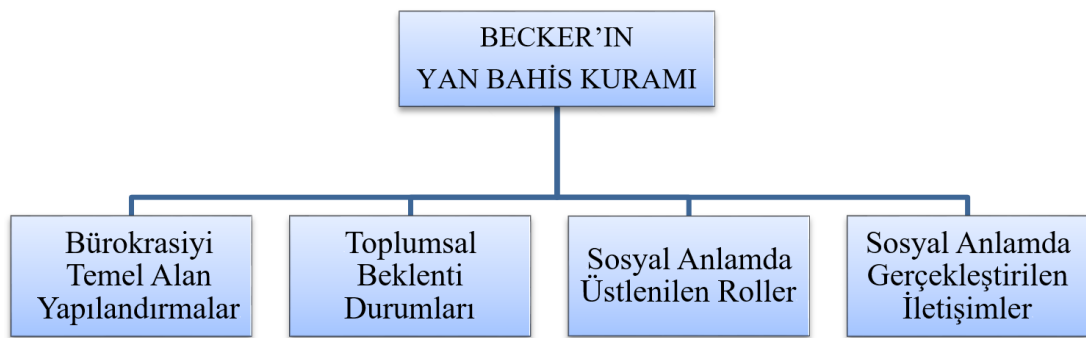 BECKER’IN
YAN BAHİS KURAMI
Bürokrasiyi
Temel Alan
Yapılandırmalar
Toplumsal
Beklenti
Durumları
Sosyal Anlamda
Üstlenilen Roller
Sosyal Anlamda
Gerçekleştirilen
İletişimler